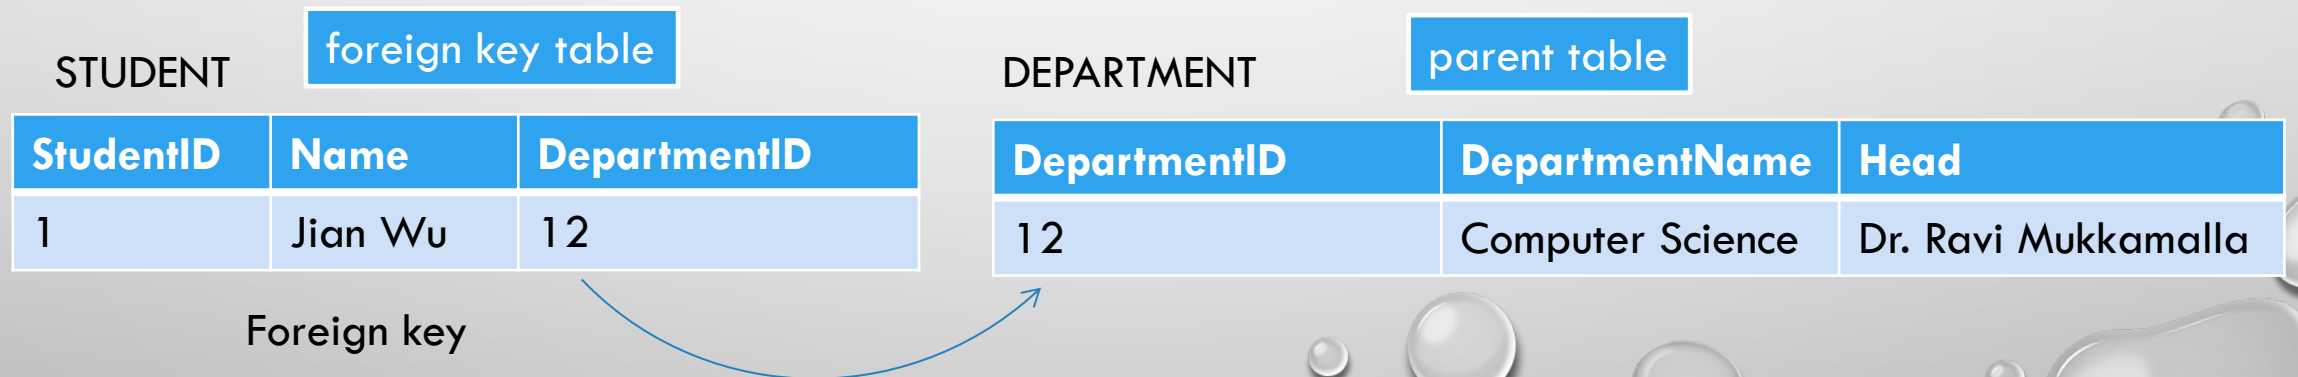 STUDENT
foreign key table
StudentID Name DepartmentID
1 Jian Wu 12
Foreign key
DEPARTMENT
parent table
DepartmentID DepartmentName Head
12 Computer Science Dr. Ravi Mukkamalla